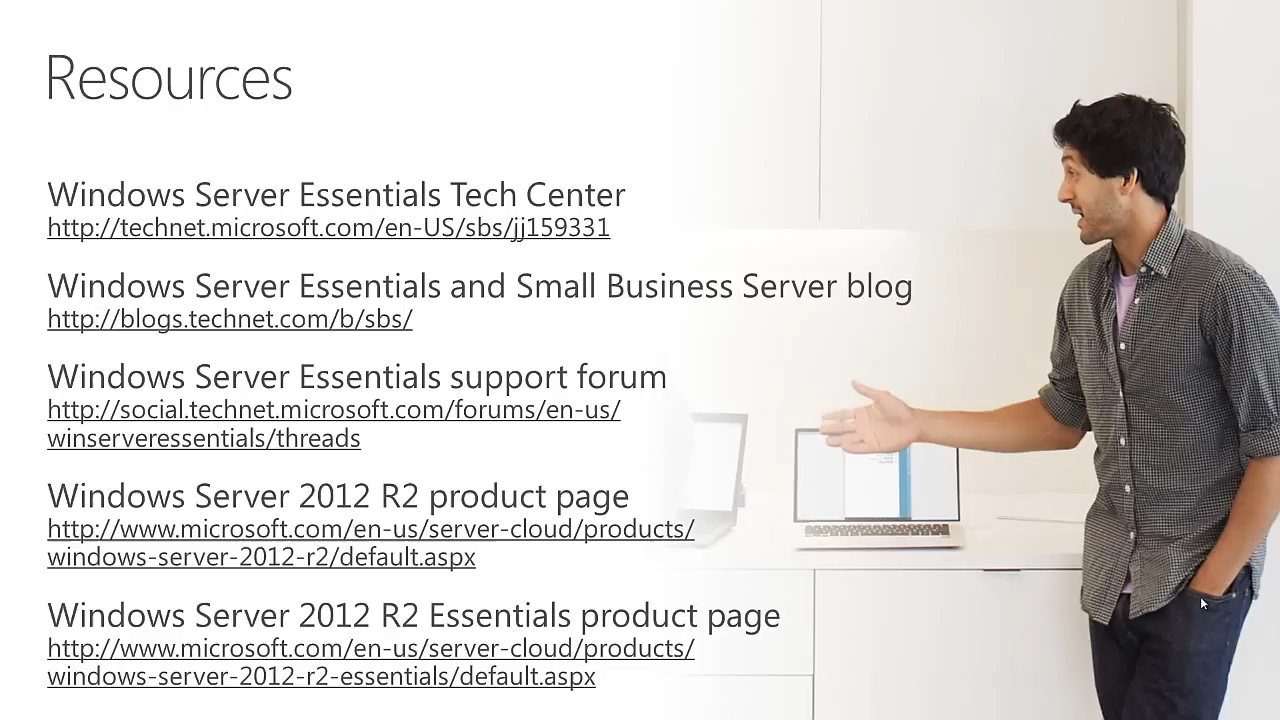 Resources
Windows Server Essentials Tech Center
http://technet.microsoft.com/en-US/sbs/jj159331
Windows Server Essentials and Small Business Server blog
http://blogs.technet.com/b/sbs/
Windows Server Essentials support forum
http://social.technet.microsoft.com/forums/en-us/
winserveressentials/threads
Windows Server 2012 R2 product page
http://www.microsoft.com/en-us/server-cloud/products/
windows-server-2012-r2/default.aspx
Windows Server 2012 R2 Essentials product page
http://www.microsoft.com/en-us/server-cloud/products/
windows-server-2012-r2-essentials/default.aspx